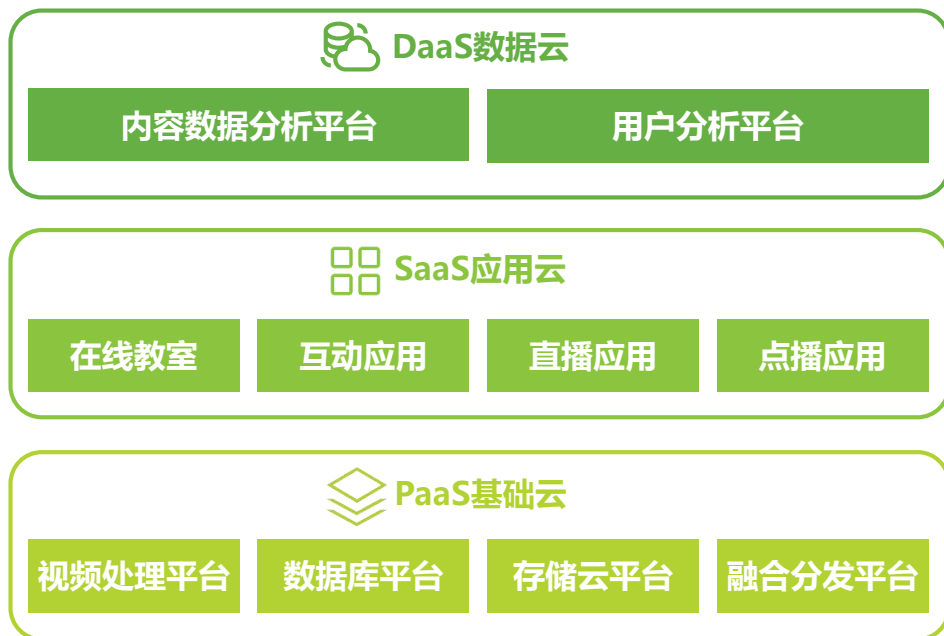 DaaS数据云
内容数据分析平台
用户分析平台
SaaS应用云
在线教室
互动应用
直播应用
点播应用
PaaS基础云
视频处理平台
数据库平台
存储云平台
融合分发平台